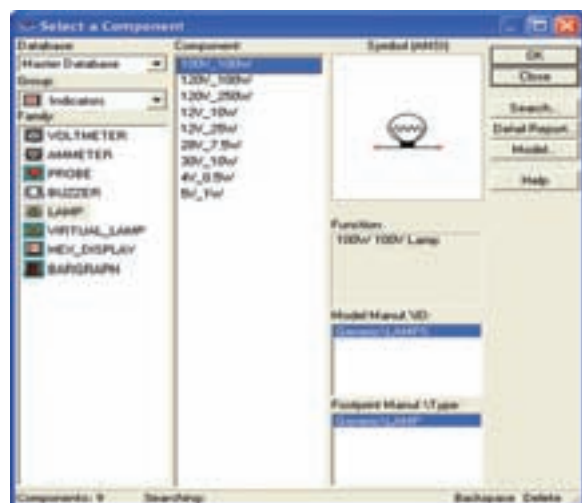 Select a Component
Database
Master Database
Group
Indicators
Family
VOLTMETER
AMMETER
PROBE
BUZZER
LAMP
VIRTUAL_LAMP
HEX_DISPLAY
BARGRAPH
Component
100V_100W
120V_100W
120V_250W
12V_10W
12V_25W
28V_7.5W
30V_10W
4V_0.5W
5V_1W
Symbol (ANSI)
Function
100W 100V Lamp
Model Manuf.\ID
Generic\LAMPS
Footprint Manuf.\Type
Generic\LAMP
OK
Close
Search...
Detail Report...
Model...
Help
Components: 9
Searching:
Backspace Delete